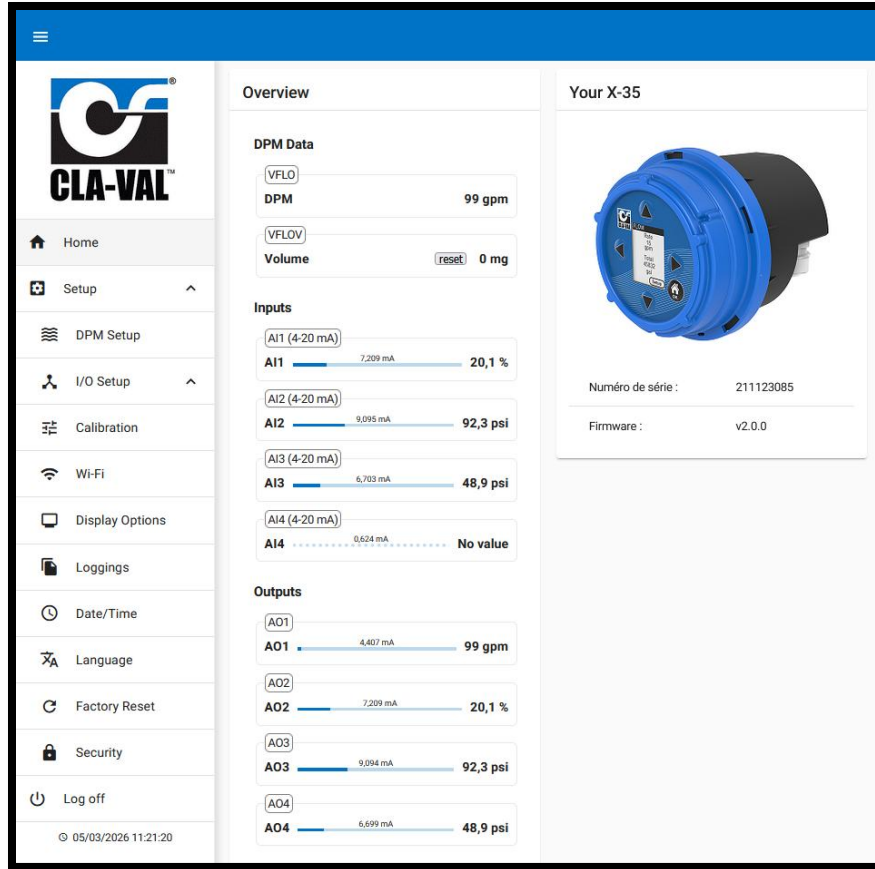 ®
CLA-VAL™
Home
Setup
DPM Setup
I/O Setup
Calibration
Wi-Fi
Display Options
Loggings
Date/Time
Language
Factory Reset
Security
Log off
05/03/2026 11:21:20
Overview
DPM Data
VFLO
DPM 99 gpm
VFLOV
Volume reset 0 mg
Inputs
AI1 (4-20 mA)
AI1 7,209 mA 20,1 %
AI2 (4-20 mA)
AI2 9,095 mA 92,3 psi
AI3 (4-20 mA)
AI3 6,703 mA 48,9 psi
AI4 (4-20 mA)
AI4 0,624 mA No value
Outputs
AO1
AO1 4,407 mA 99 gpm
AO2
AO2 7,209 mA 20,1 %
AO3
AO3 9,094 mA 92,3 psi
AO4
AO4 6,699 mA 48,9 psi
Your X-35
Rate
gpm
Total
gal
Numéro de série : 211123085
Firmware : v2.0.0